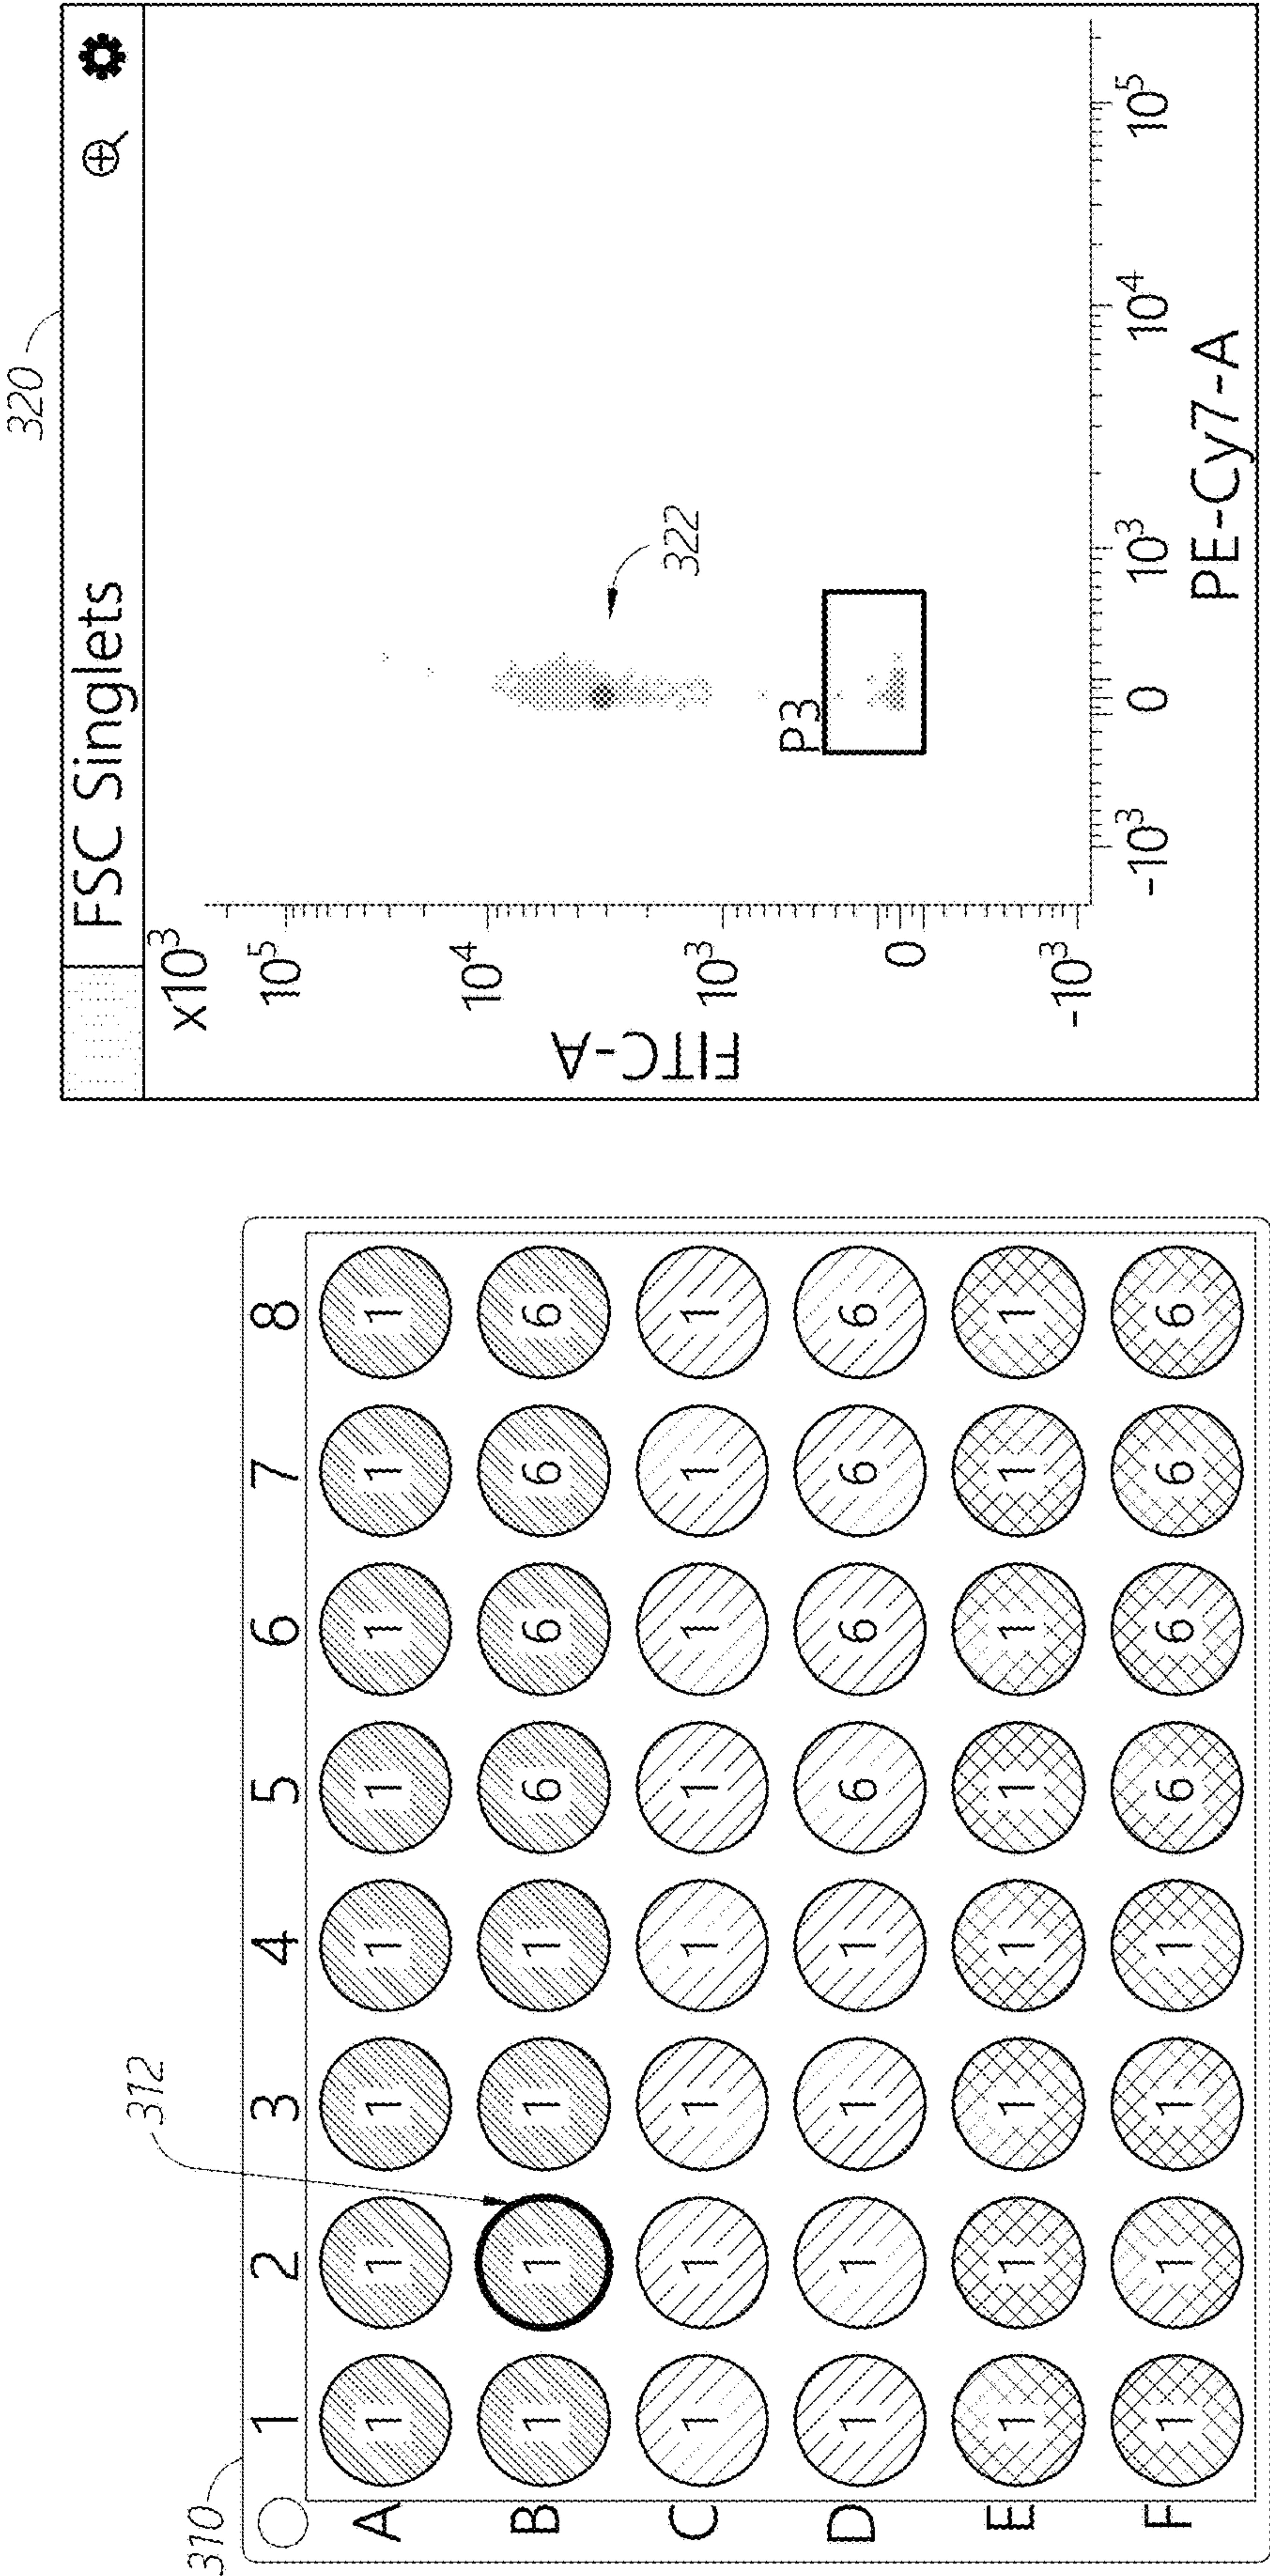 310
312
1 2 3 4 5 6 7 8
A 1 1 1 1 1 1 1 1
B 1 1 1 1 6 6 6 6
C 1 1 1 1 1 1 1 1
D 1 1 1 1 6 6 6 6
E 1 1 1 1 1 1 1 1
F 1 1 1 1 6 6 6 6
320
FSC Singlets
x10³
10⁵
10⁴
10³
0
-10³
FITC-A
322
P3
-10³ 0 10³ 10⁴ 10⁵
PE-Cy7-A